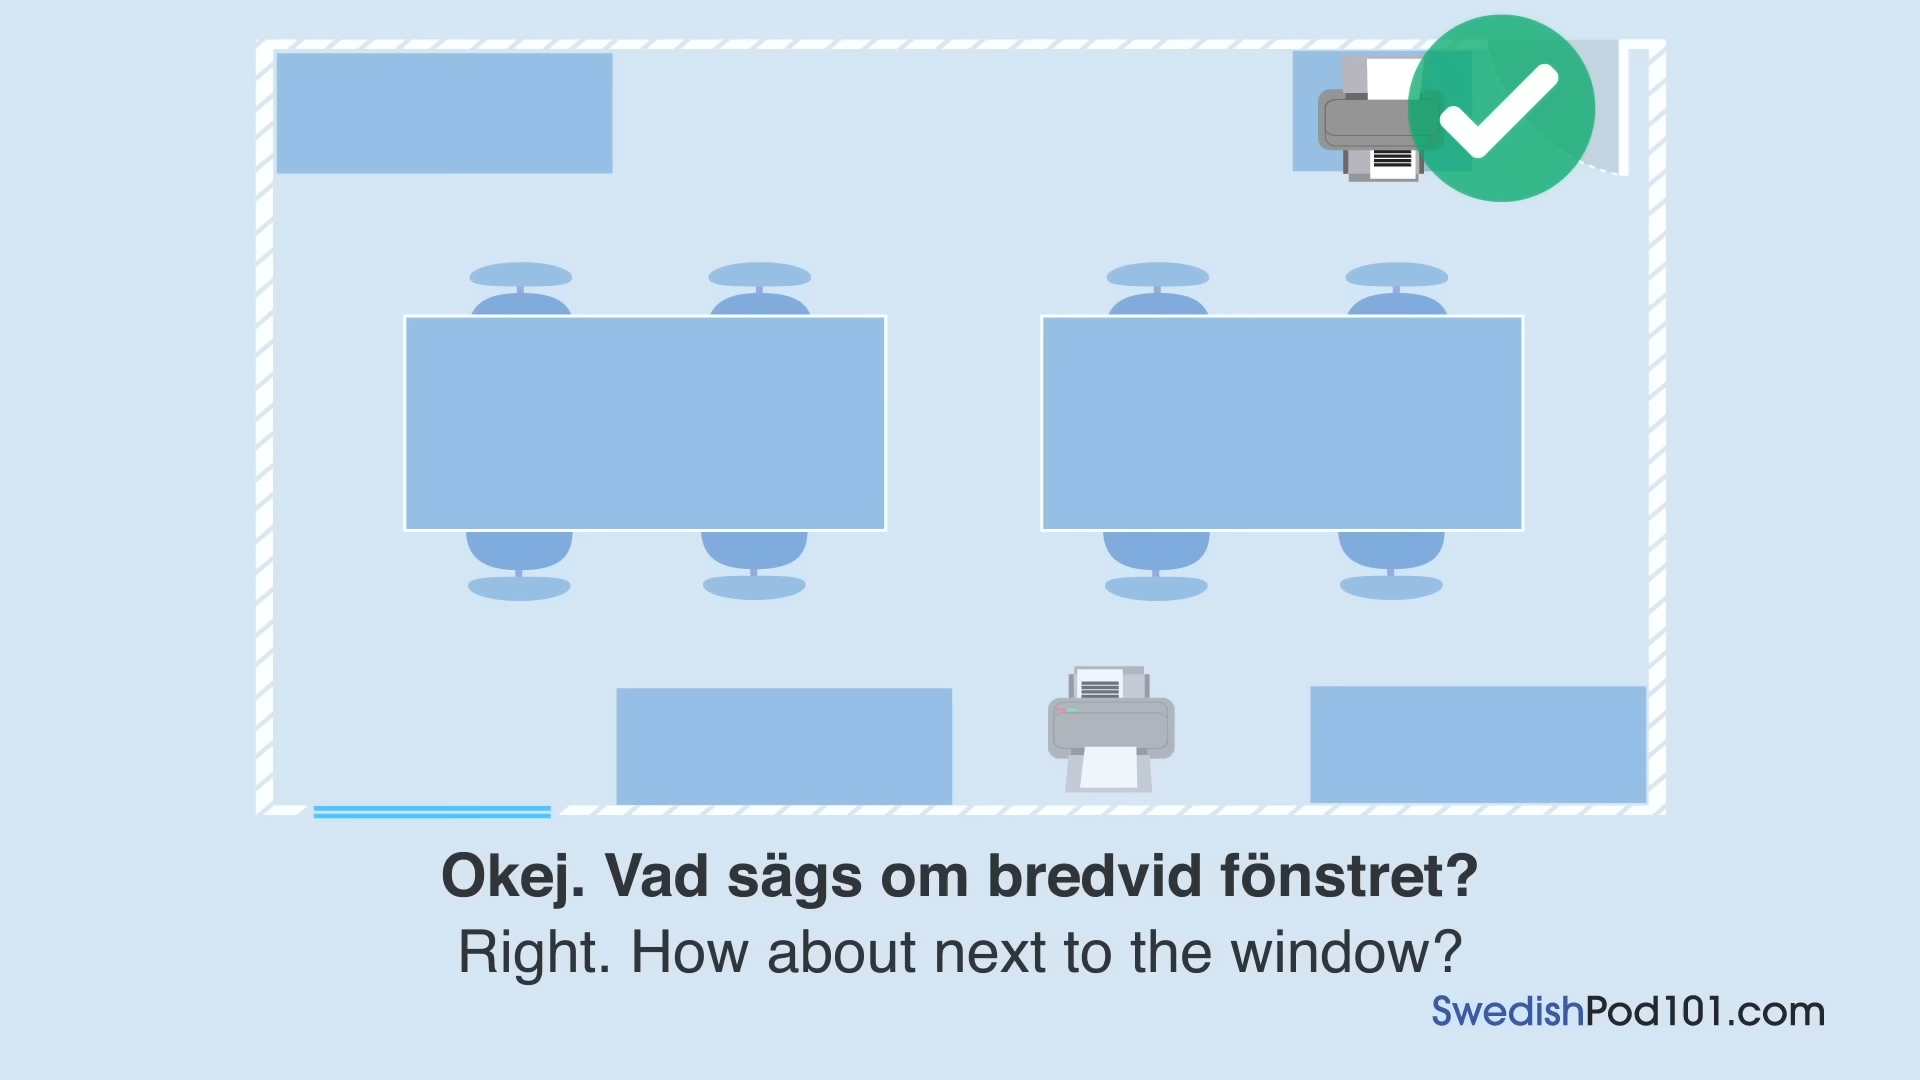 Okej. Vad sägs om bredvid fönstret?
Right. How about next to the window?
SwedishPod101.com